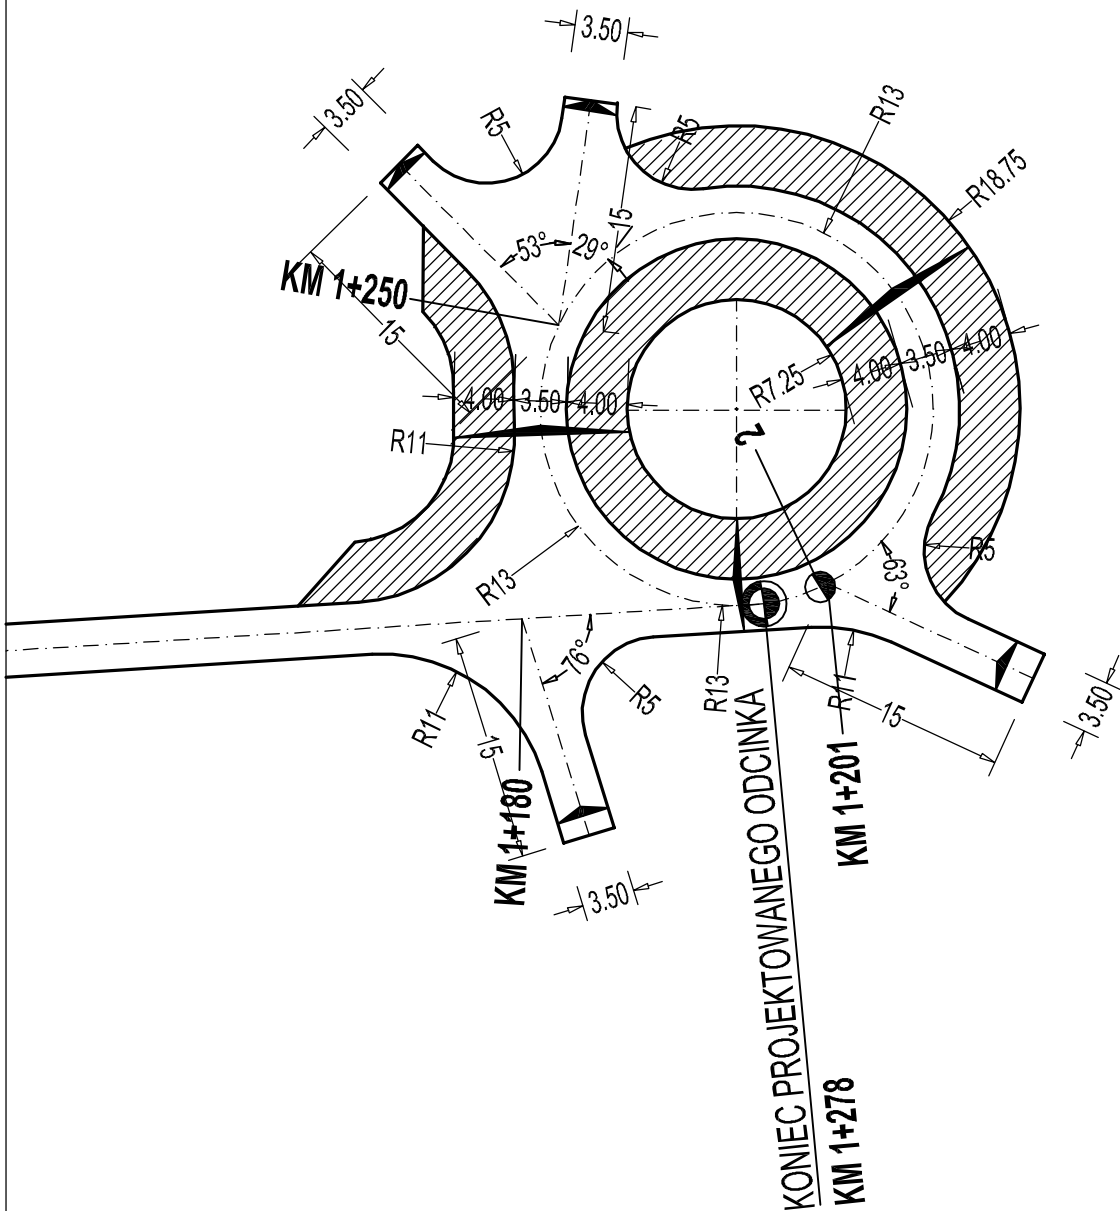 3.50
3.50
R5
R5
R13
R18.75
15
53°
29°
KM 1+250
15
4.00
3.50
4.00
R7.25
4.00
3.50
4.00
R11
2
R5
63°
R13
76°
R5
R13
R11
15
3.50
R11
15
KM 1+180
3.50
KM 1+201
KONIEC PROJEKTOWANEGO ODCINKA
KM 1+278